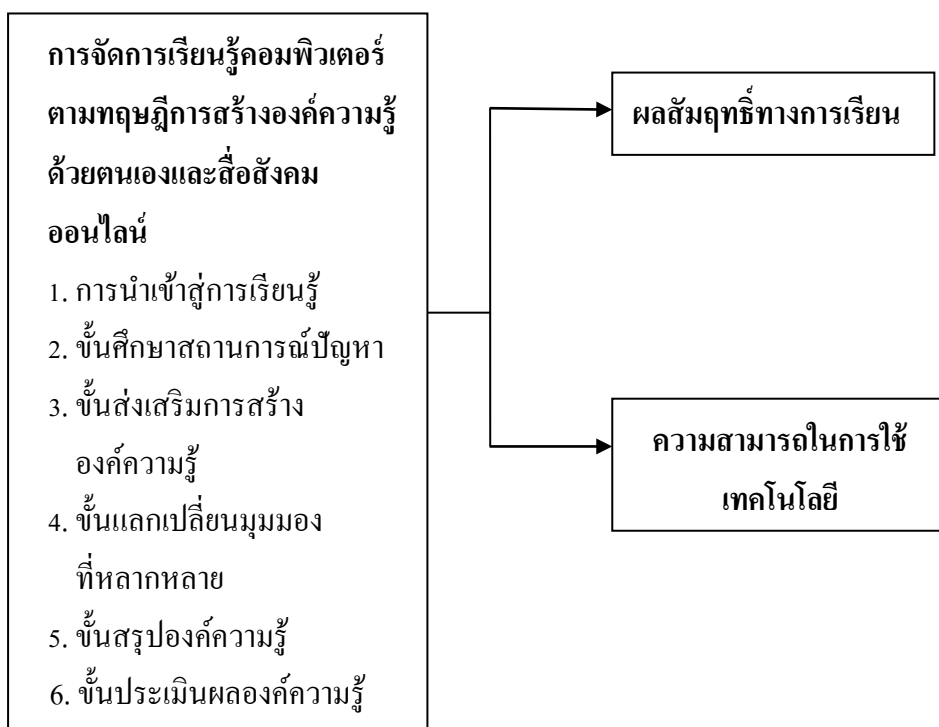 การจัดการเรียนรู้คอมพิวเตอร์
ตามทฤษฎีการสร้างองค์ความรู้
ด้วยตนเองและสื่อสังคม
ออนไลน์
1. การนำเข้าสู่การเรียนรู้
2. ขั้นศึกษาสถานการณ์ปัญหา
3. ขั้นส่งเสริมการสร้าง
องค์ความรู้
4. ขั้นแลกเปลี่ยนมุมมอง
ที่หลากหลาย
5. ขั้นสรุปองค์ความรู้
6. ขั้นประเมินผลองค์ความรู้
ผลสัมฤทธิ์ทางการเรียน
ความสามารถในการใช้
เทคโนโลยี